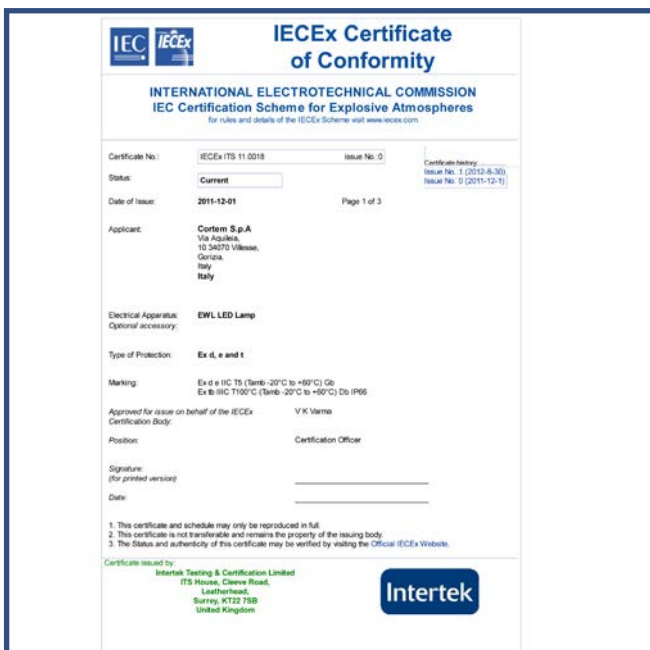 IEC IECEx
IECEx Certificate
of Conformity
INTERNATIONAL ELECTROTECHNICAL COMMISSION
IEC Certification Scheme for Explosive Atmospheres
for rules and details of the IECEx Scheme visit www.iecex.com
Certificate No.: IECEx ITS 11.0018 issue No.:0
Certificate history:
Issue No. 1 (2012-8-30)
Issue No. 0 (2011-12-1)
Status: Current
Date of Issue: 2011-12-01 Page 1 of 3
Applicant: Cortem S.p.A
Via Aquileia,
10 34070 Villesse,
Gorizia,
Italy
Italy
Electrical Apparatus: EWL LED Lamp
Optional accessory:
Type of Protection: Ex d, e and t
Marking: Ex d e IIC T5 (Tamb -20°C to +60°C) Gb
Ex tb IIIC T100°C (Tamb -20°C to +60°C) Db IP66
Approved for issue on behalf of the IECEx V K Varma
Certification Body:
Position: Certification Officer
Signature:
(for printed version)
Date:
1. This certificate and schedule may only be reproduced in full.
2. This certificate is not transferable and remains the property of the issuing body.
3. The Status and authenticity of this certificate may be verified by visiting the Official IECEx Website.
Certificate issued by:
Intertek Testing & Certification Limited
ITS House, Cleeve Road,
Leatherhead,
Surrey, KT22 7SB
United Kingdom
Intertek